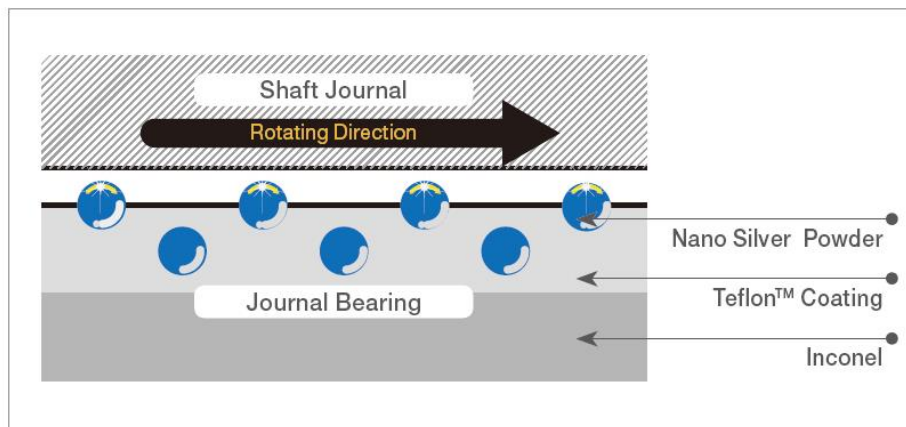 Shaft Journal
Rotating Direction
Nano Silver Powder
Teflon™ Coating
Journal Bearing
Inconel